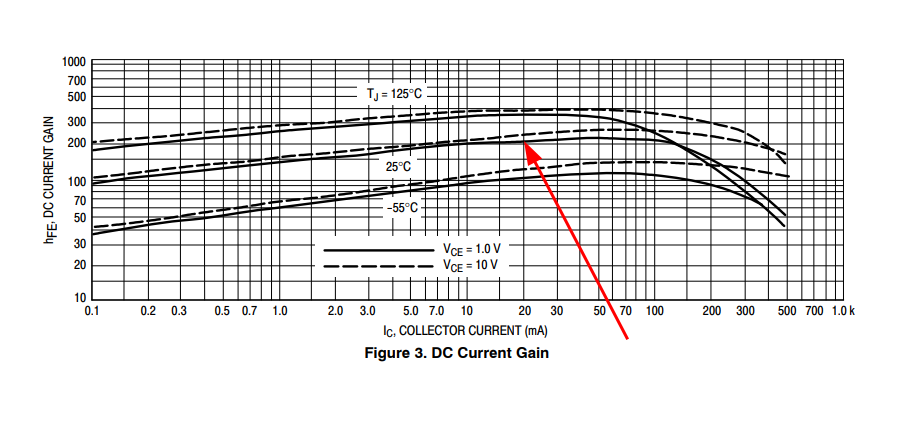 1000
700
500
300
200
100
70
50
30
20
10
hFE, DC CURRENT GAIN
TJ = 125°C
25°C
-55°C
VCE = 1.0 V
VCE = 10 V
0.1 0.2 0.3 0.5 0.7 1.0 2.0 3.0 5.0 7.0 10 20 30 50 70 100 200 300 500 700 1.0 k
IC, COLLECTOR CURRENT (mA)
Figure 3. DC Current Gain